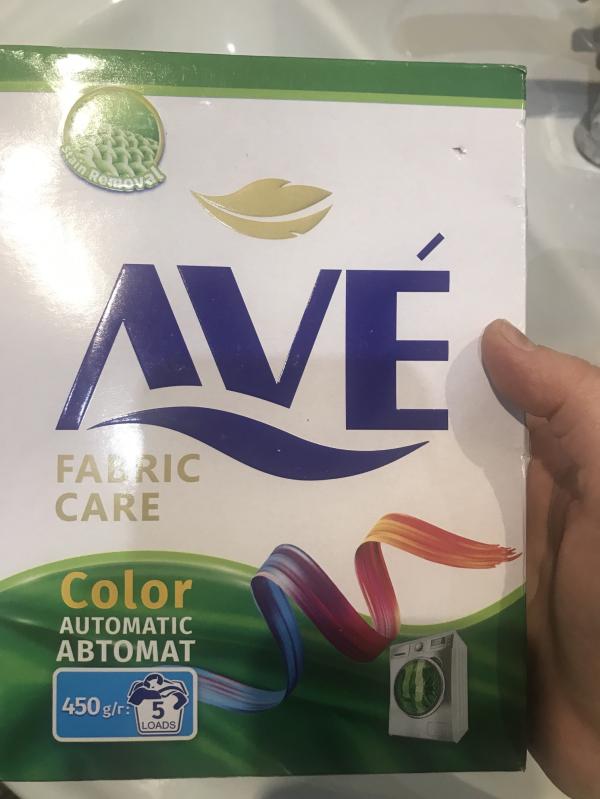 Stain Removal
AVÉ
FABRIC
CARE
Color
AUTOMATIC
АВТОМАТ
450 g/г:
5
LOADS